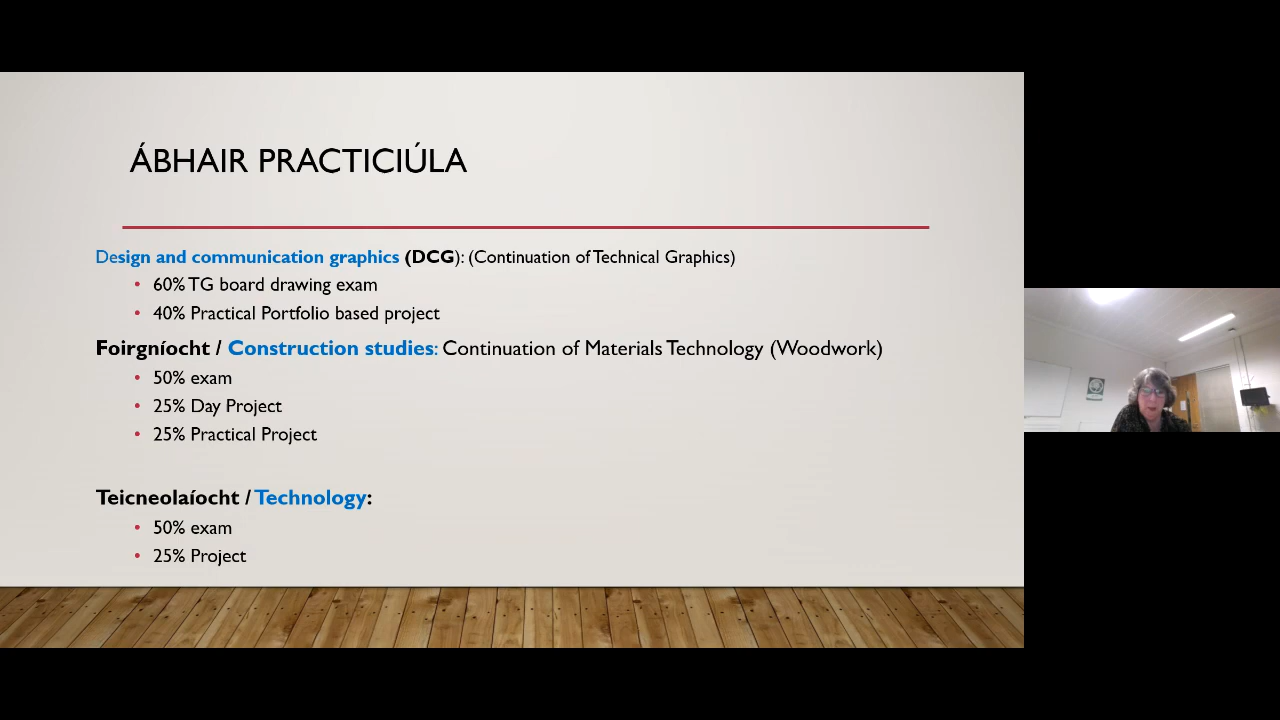 ÁBHAIR PRACTICIÚLA
Design and communication graphics (DCG): (Continuation of Technical Graphics)
• 60% TG board drawing exam
• 40% Practical Portfolio based project
Foirgníocht / Construction studies: Continuation of Materials Technology (Woodwork)
• 50% exam
• 25% Day Project
• 25% Practical Project
Teicneolaíocht / Technology:
• 50% exam
• 25% Project